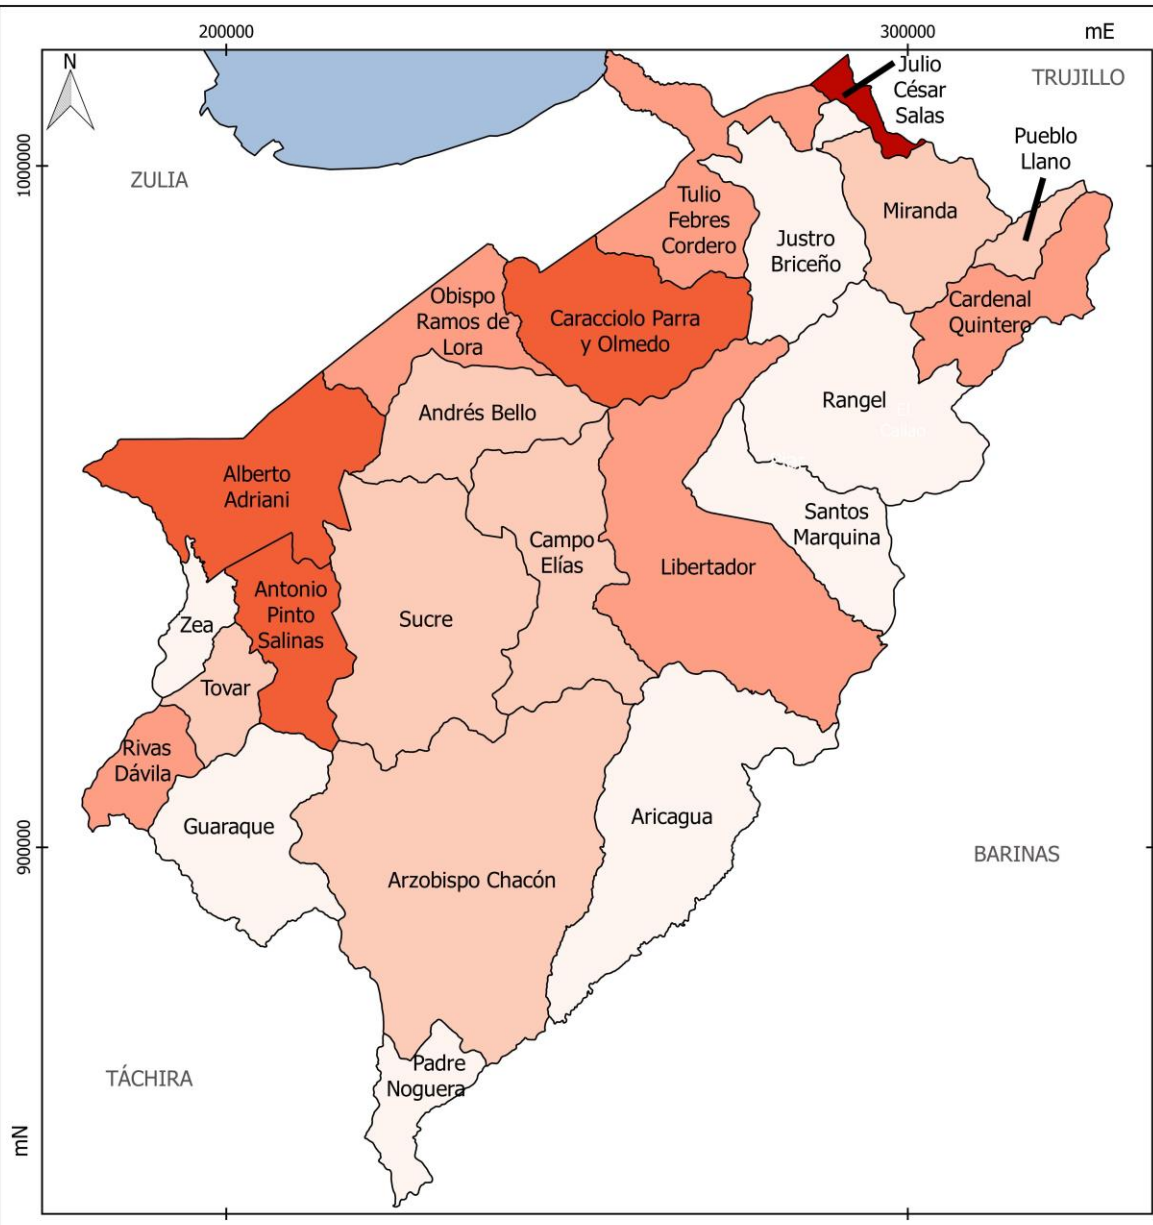 200000
300000
mE
N
Julio
César
Salas
TRUJILLO
Pueblo
Llano
1000000
ZULIA
Tulio
Febres
Cordero
Miranda
Justro
Briceño
Obispo
Ramos de
Lora
Caracciolo Parra
y Olmedo
Cardenal
Quintero
Andrés Bello
Rangel
Alberto
Adriani
Santos
Marquina
Campo
Elías
Libertador
Antonio
Pinto
Salinas
Zea
Sucre
Tovar
Rivas
Dávila
Guaraque
Aricagua
900000
BARINAS
Arzobispo Chacón
TÁCHIRA
Padre
Noguera
mN